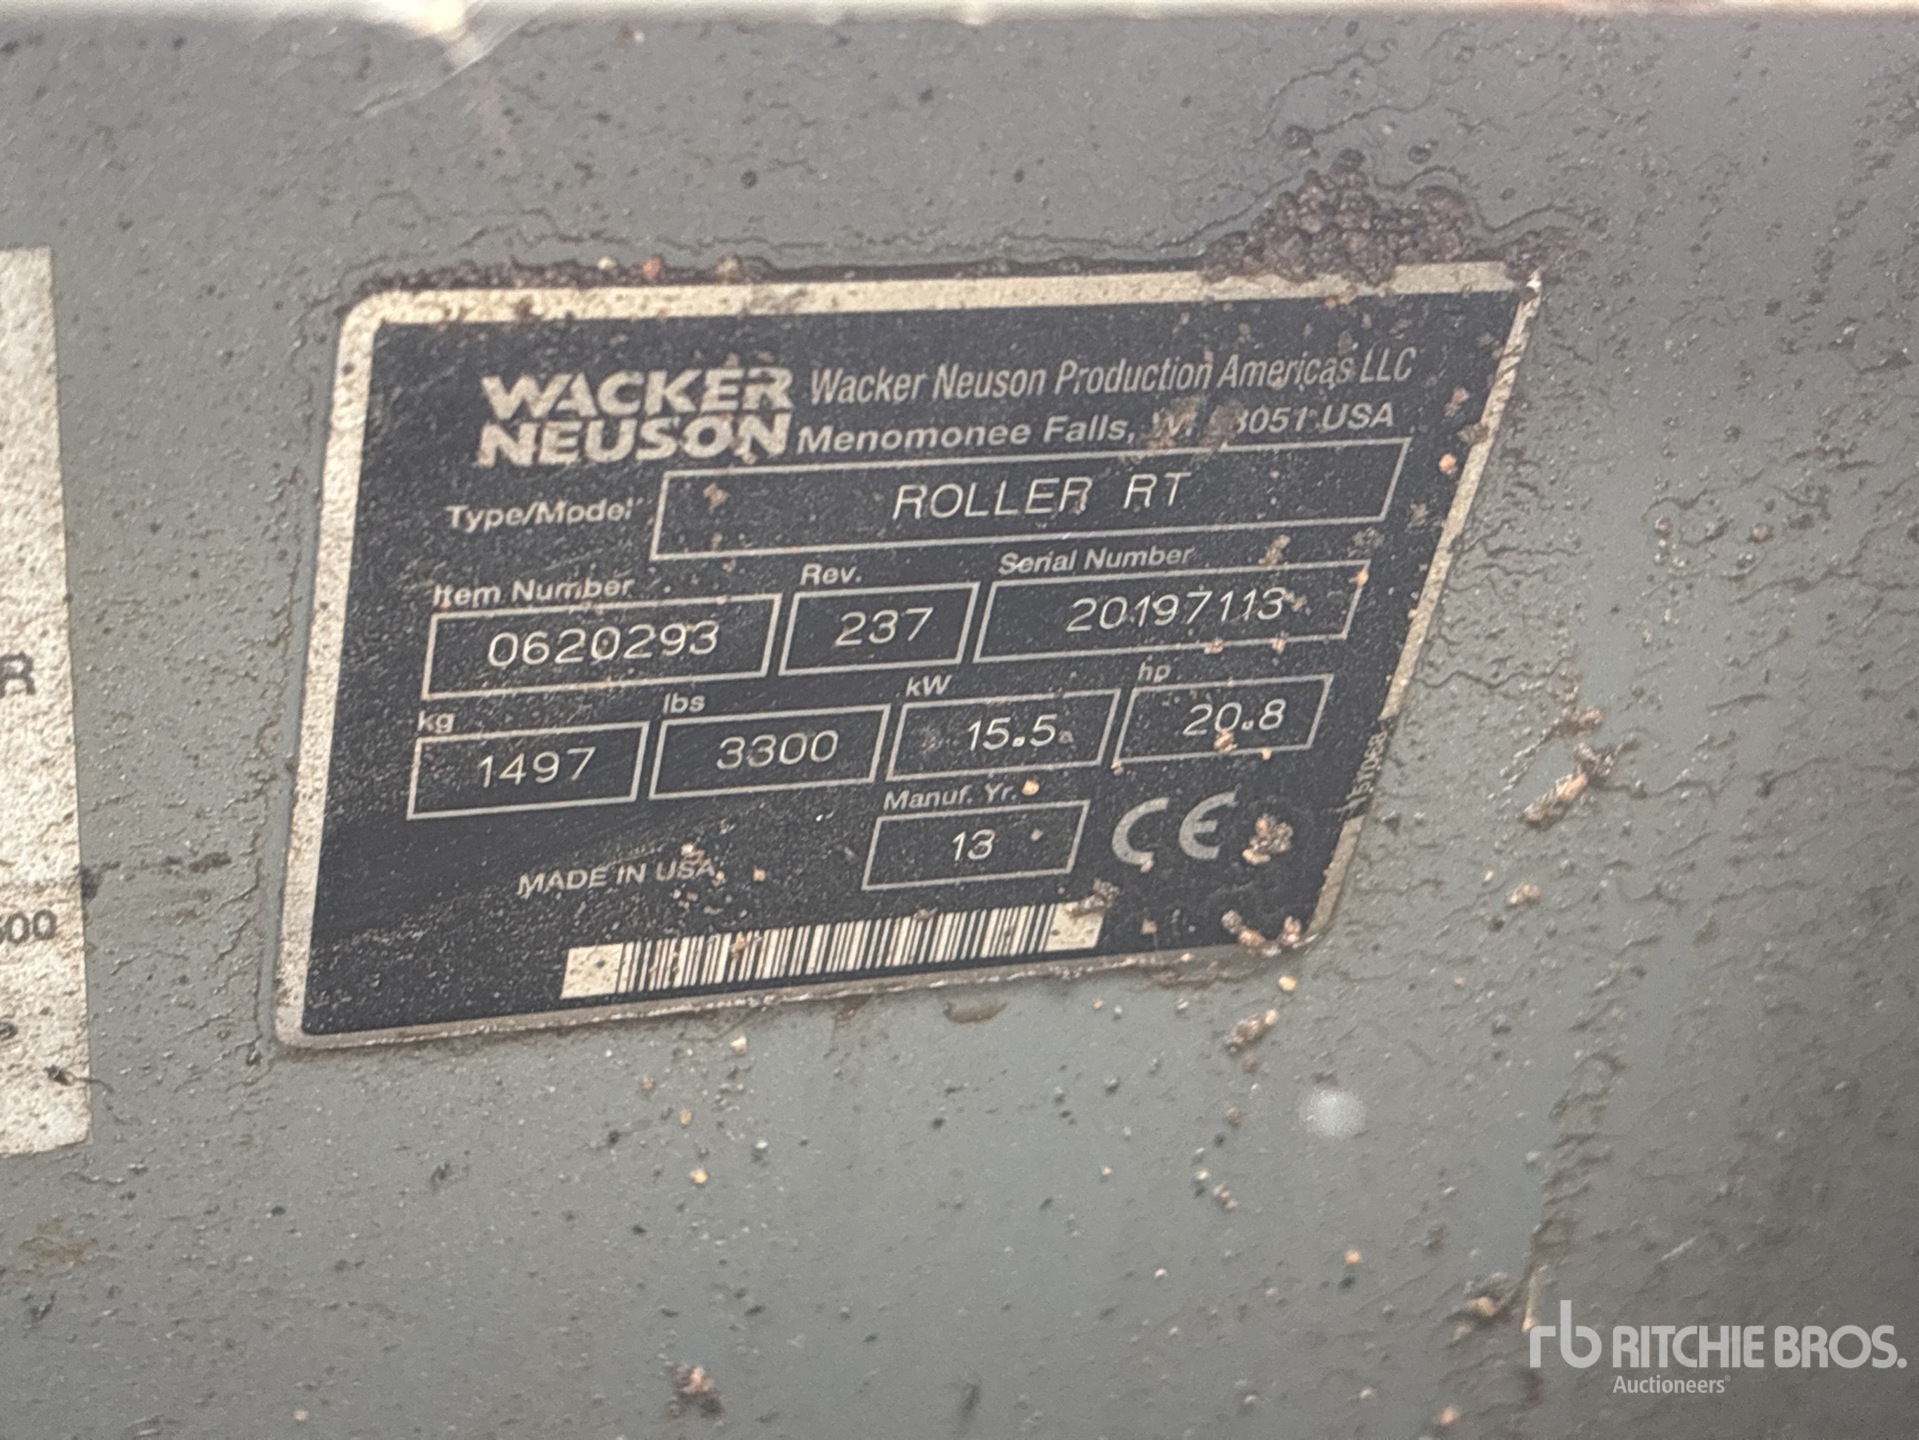 WACKER NEUSON
Wacker Neuson Production Americas LLC
Menomonee Falls, USA
Type/Model
ROLLER RT
Item Number
0620293
Rev.
237
Serial Number
20197113
kg
1497
lbs
3300
kW
15.5
hp
20.8
Manuf. Yr.
13
MADE IN USA
CE
R
rb RITCHIE BROS.
Auctioneers